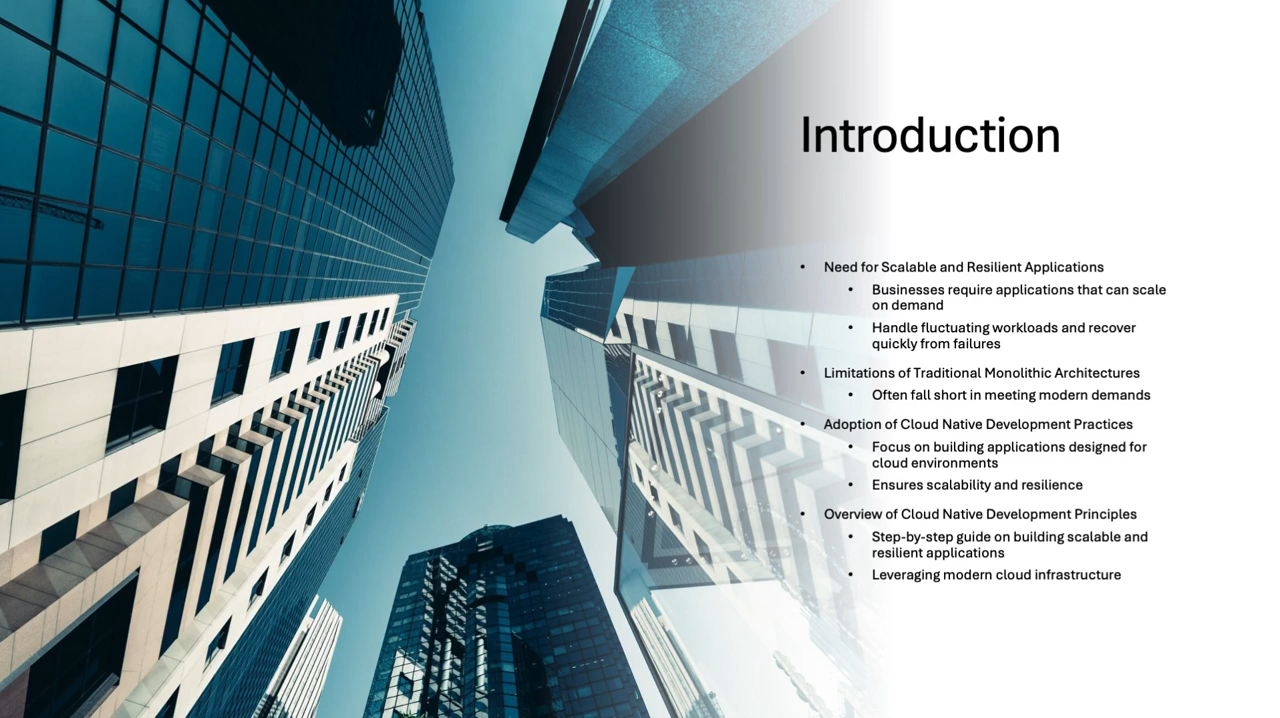 Introduction
• Need for Scalable and Resilient Applications
• Businesses require applications that can scale
on demand
• Handle fluctuating workloads and recover
quickly from failures
• Limitations of Traditional Monolithic Architectures
• Often fall short in meeting modern demands
• Adoption of Cloud Native Development Practices
• Focus on building applications designed for
cloud environments
• Ensures scalability and resilience
• Overview of Cloud Native Development Principles
• Step-by-step guide on building scalable and
resilient applications
• Leveraging modern cloud infrastructure